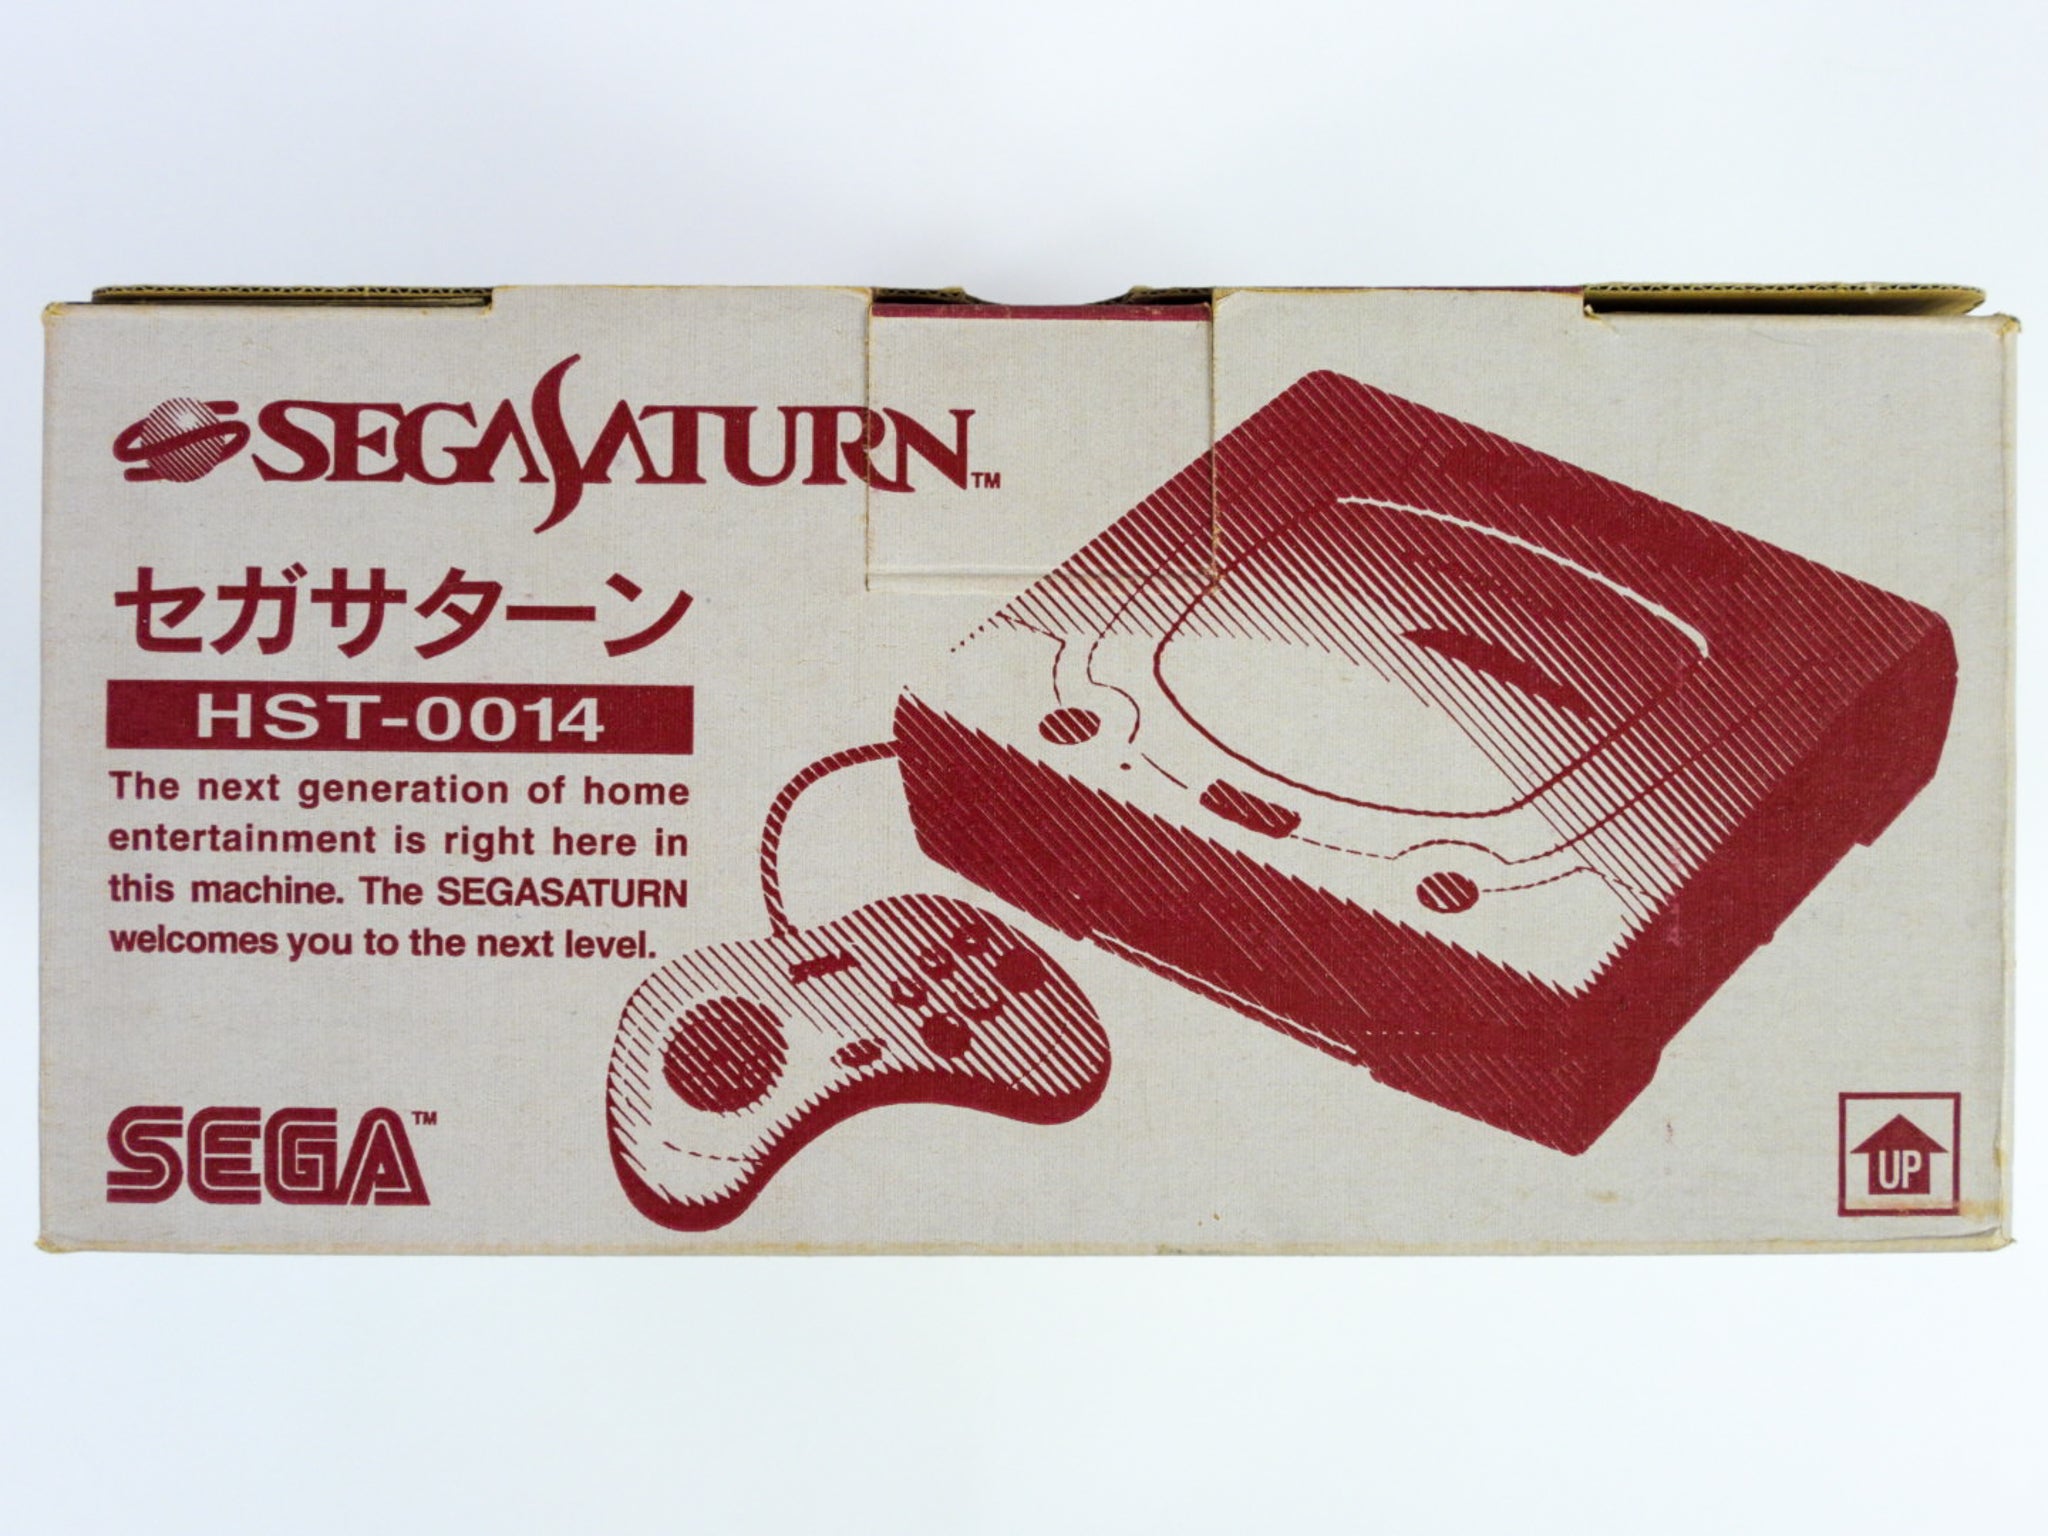 SEGASATURN™
セガサターン
HST-0014
The next generation of home
entertainment is right here in
this machine. The SEGASATURN
welcomes you to the next level.
SEGA™
UP